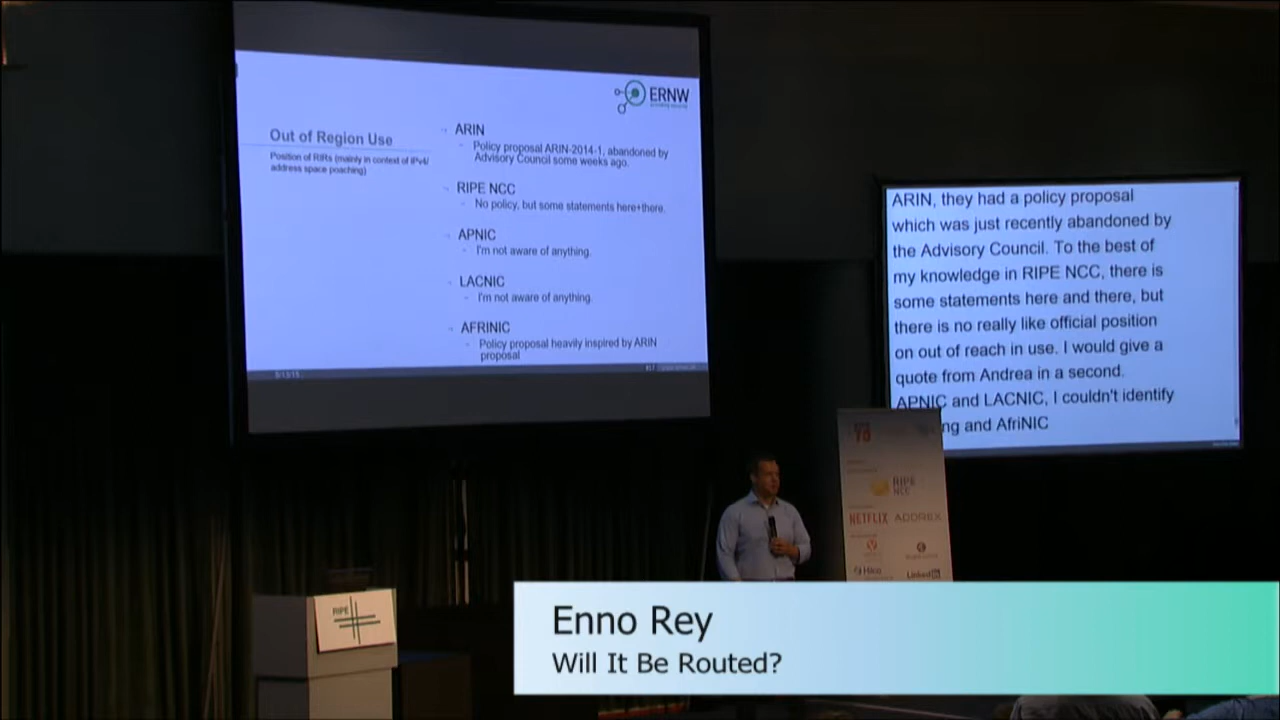 ERNW
Out of Region Use
Position of RIRs (mainly in context of IPv4/
address space poaching)
ARIN
- Policy proposal ARIN-2014-1, abandoned by
Advisory Council some weeks ago.
RIPE NCC
- No policy, but some statements here+there.
APNIC
- I'm not aware of anything.
LACNIC
- I'm not aware of anything.
AFRINIC
- Policy proposal heavily inspired by ARIN
proposal
ARIN, they had a policy proposal
which was just recently abandoned by
the Advisory Council. To the best of
my knowledge in RIPE NCC, there is
some statements here and there, but
there is no really like official position
on out of reach in use. I would give a
quote from Andrea in a second.
APNIC and LACNIC, I couldn't identify
ng and AfriNIC
70
RIPE
NCC
NETFLIX ADDREX
LinkedIn
RIPE
Enno Rey
Will It Be Routed?